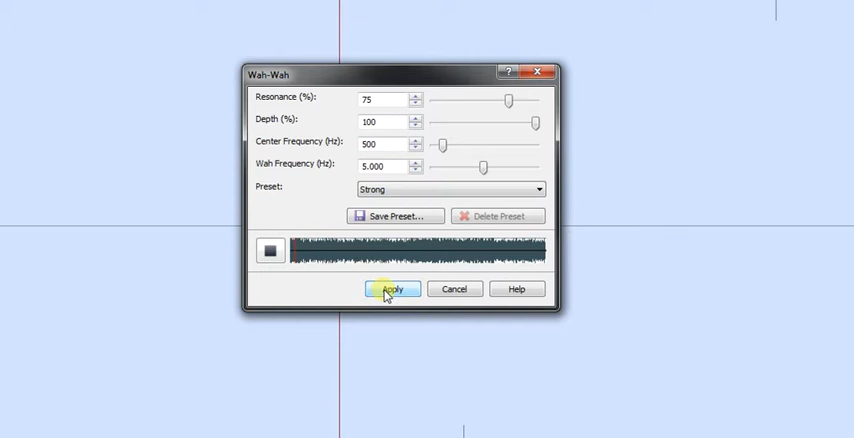 Wah-Wah
?
Resonance (%): 75
Depth (%): 100
Center Frequency (Hz): 500
Wah Frequency (Hz): 5.000
Preset: Strong
Save Preset... Delete Preset
Apply Cancel Help